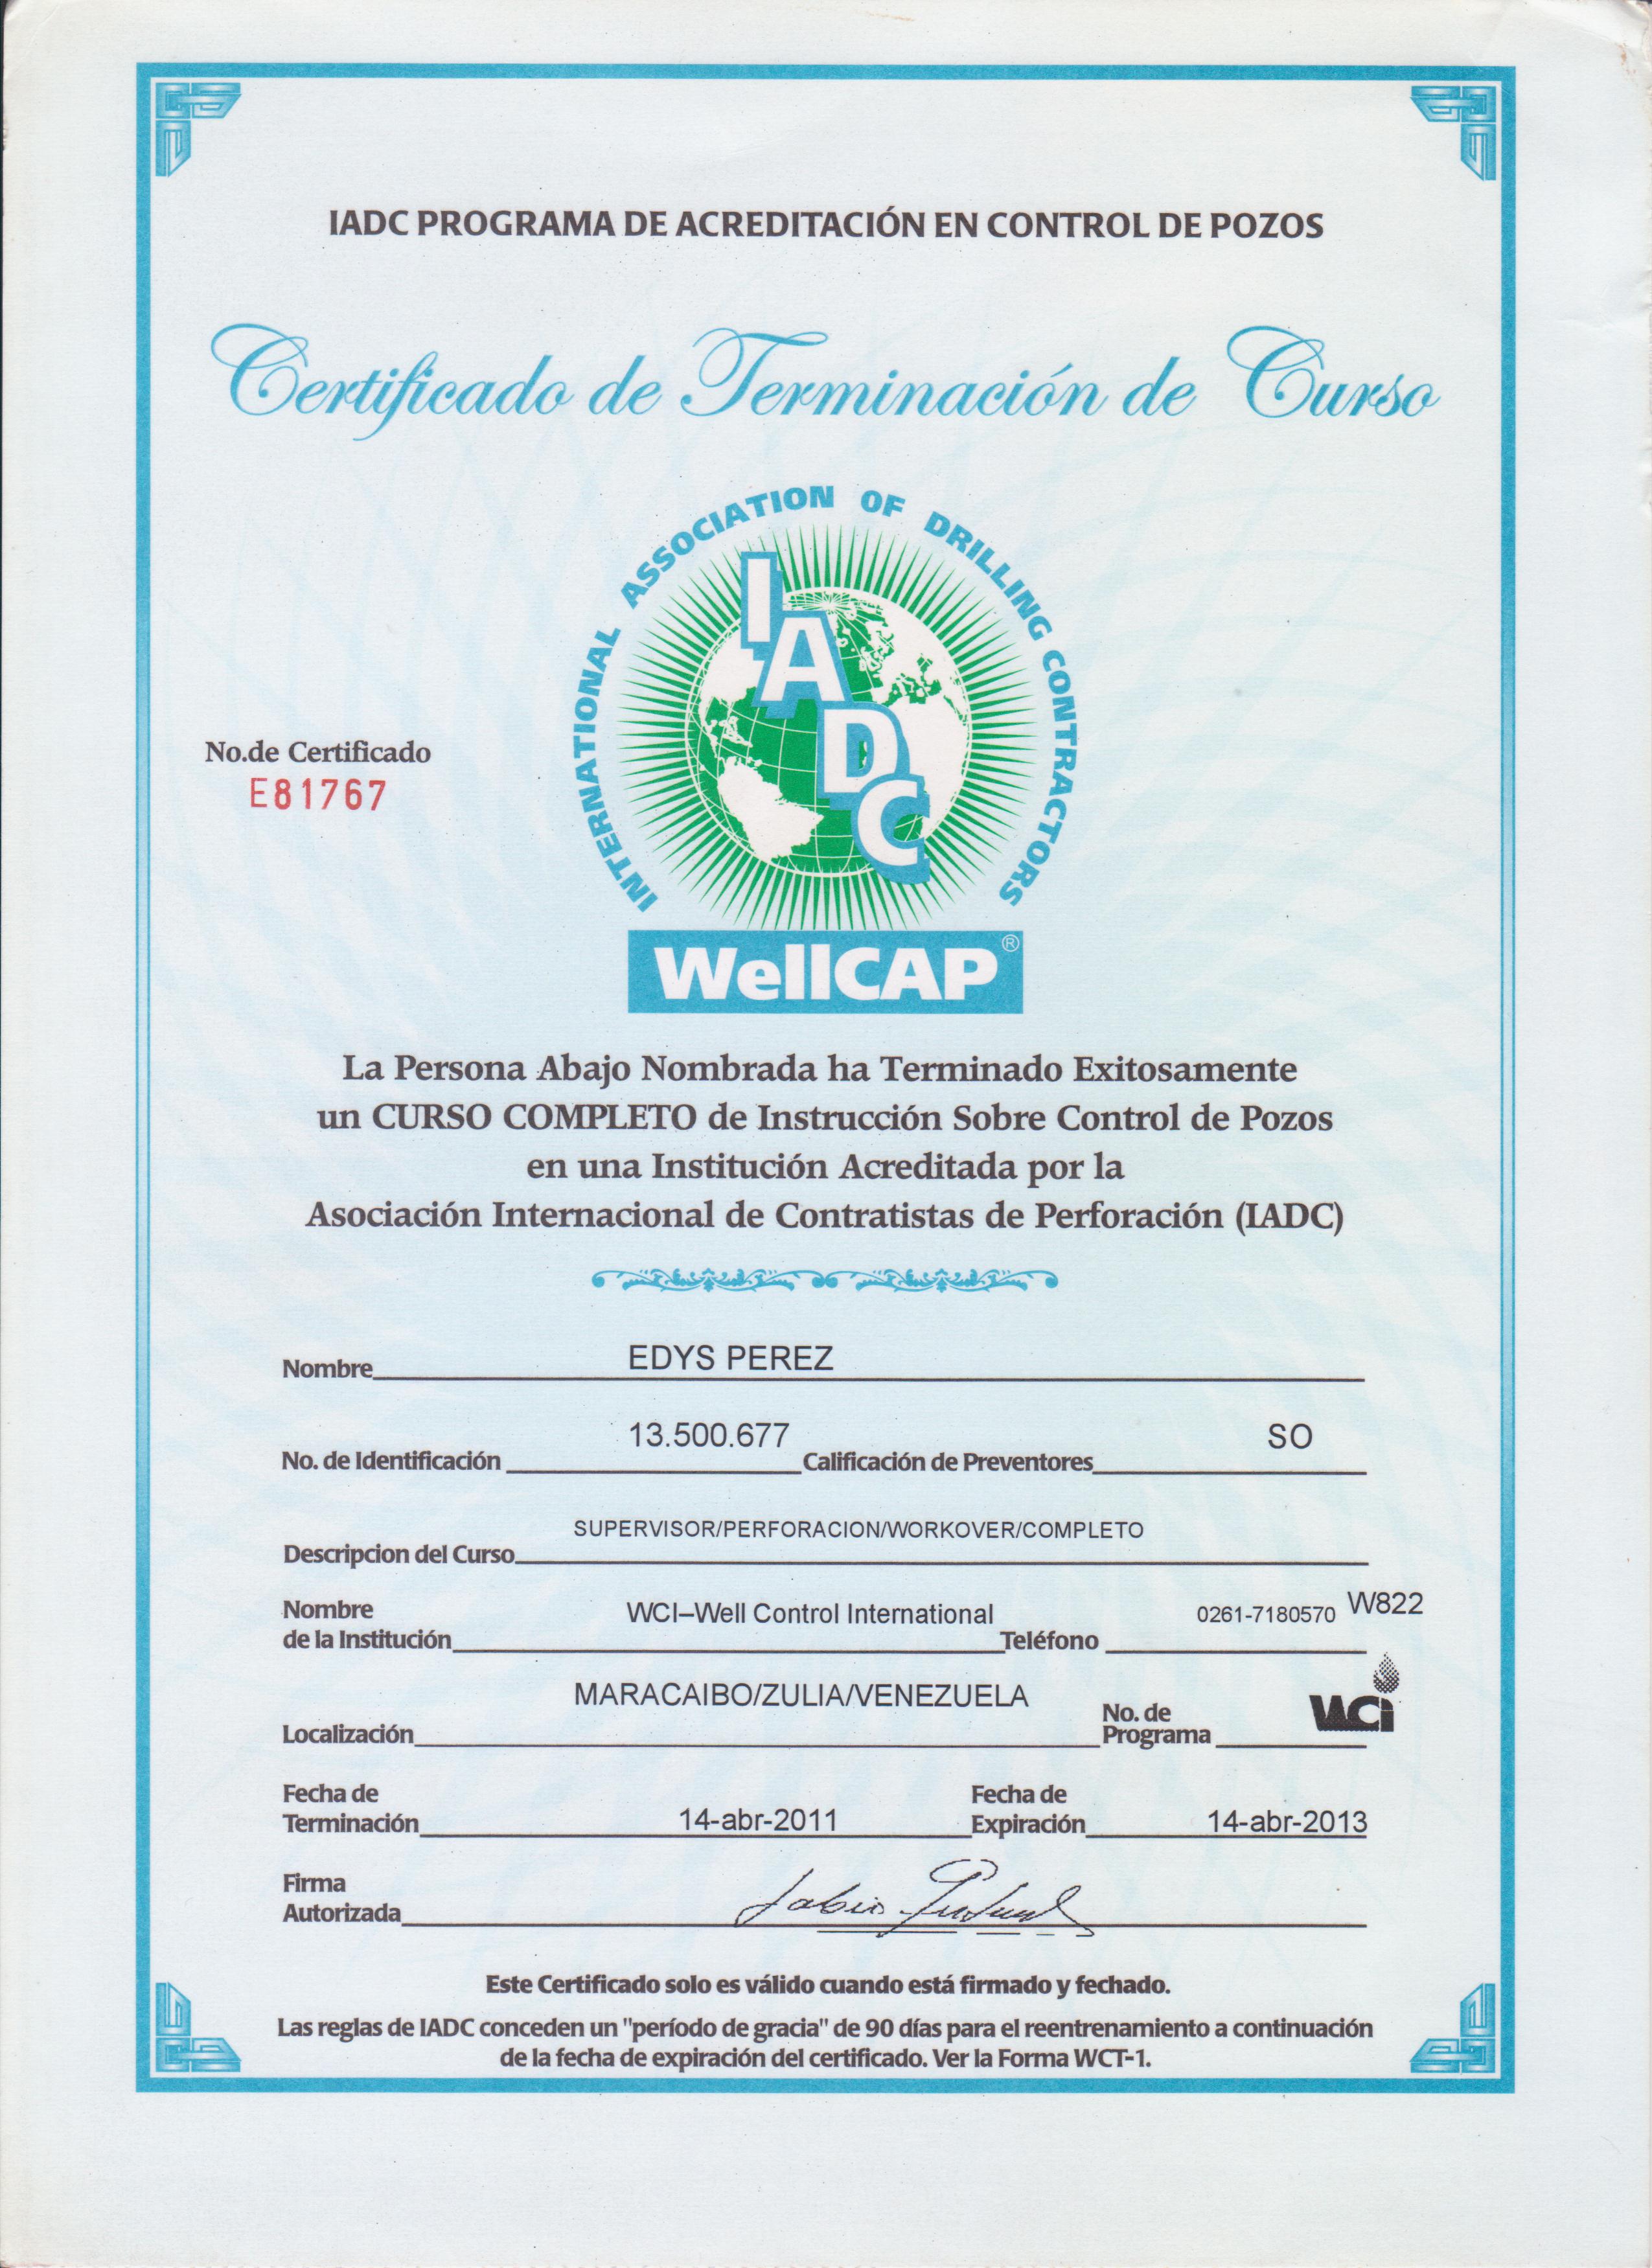 IADC PROGRAMA DE ACREDITACIÓN EN CONTROL DE POZOS
Certificado de Terminación de Curso
INTERNATIONAL ASSOCIATION OF DRILLING CONTRACTORS
IADC
No.de Certificado
E81767
WellCAP®
La Persona Abajo Nombrada ha Terminado Exitosamente
un CURSO COMPLETO de Instrucción Sobre Control de Pozos
en una Institución Acreditada por la
Asociación Internacional de Contratistas de Perforación (IADC)
Nombre EDYS PEREZ
No. de Identificación 13.500.677 Calificación de Preventores SO
Descripcion del Curso SUPERVISOR/PERFORACION/WORKOVER/COMPLETO
Nombre
de la Institución WCI–Well Control International Teléfono 0261-7180570 W822
Localización MARACAIBO/ZULIA/VENEZUELA No. de
Programa WCI
Fecha de
Terminación 14-abr-2011 Fecha de
Expiración 14-abr-2013
Firma
Autorizada
Este Certificado solo es válido cuando está firmado y fechado.
Las reglas de IADC conceden un "período de gracia" de 90 días para el reentrenamiento a continuación
de la fecha de expiración del certificado. Ver la Forma WCT-1.